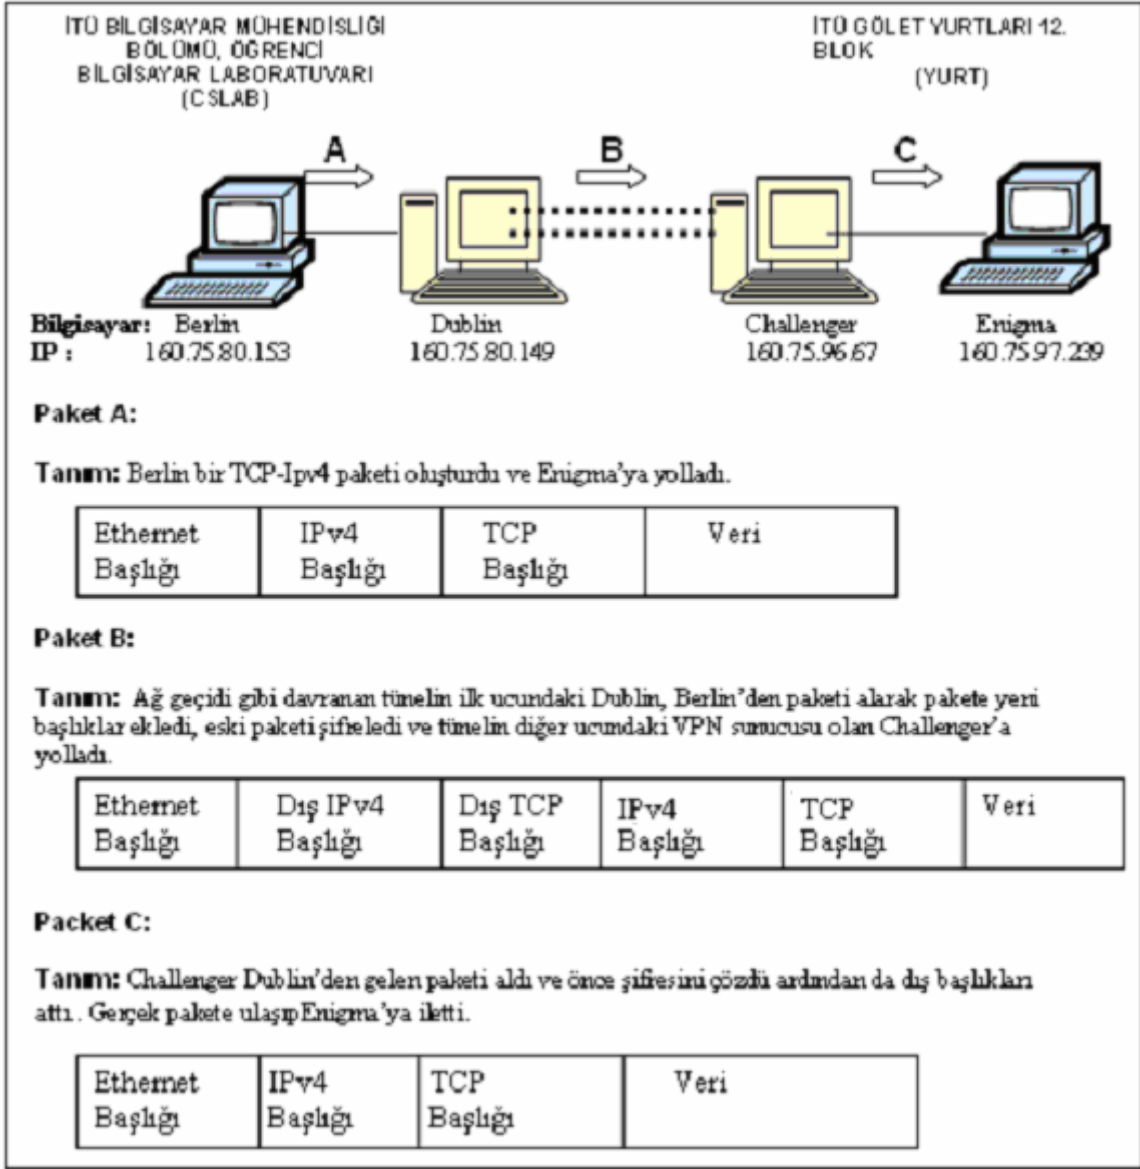 İTÜ BİLGİSAYAR MÜHENDİSLİĞİ
BÖLÜMÜ, ÖĞRENCİ
BİLGİSAYAR LABORATUVARI
(CSLAB)
İTÜ GÖLET YURTLARI 12.
BLOK
(YURT)
A
B
C
Bilgisayar: Berlin Dublin Challenger Enigma
IP : 160.75.80.153 160.75.80.149 160.75.96.67 160.75.97.239
Paket A:
Tanım: Berlin bir TCP-Ipv4 paketi oluşturdu ve Enigma'ya yolladı.
Ethernet IPv4 TCP Veri
Başlığı Başlığı Başlığı
Paket B:
Tanım: Ağ geçidi gibi davranan tünelin ilk ucundaki Dublin, Berlin'den paketi alarak pakete yeni
başlıklar ekledi, eski paketi şifreledi ve tünelin diğer ucundaki VPN sunucusu olan Challenger'a
yolladı.
Ethernet Dış IPv4 Dış TCP IPv4 TCP Veri
Başlığı Başlığı Başlığı Başlığı Başlığı
Packet C:
Tanım: Challenger Dublin'den gelen paketi aldı ve önce şifresini çözdü ardından da dış başlıkları
attı . Gerçek pakete ulaşıp Enigma'ya iletti.
Ethernet IPv4 TCP Veri
Başlığı Başlığı Başlığı